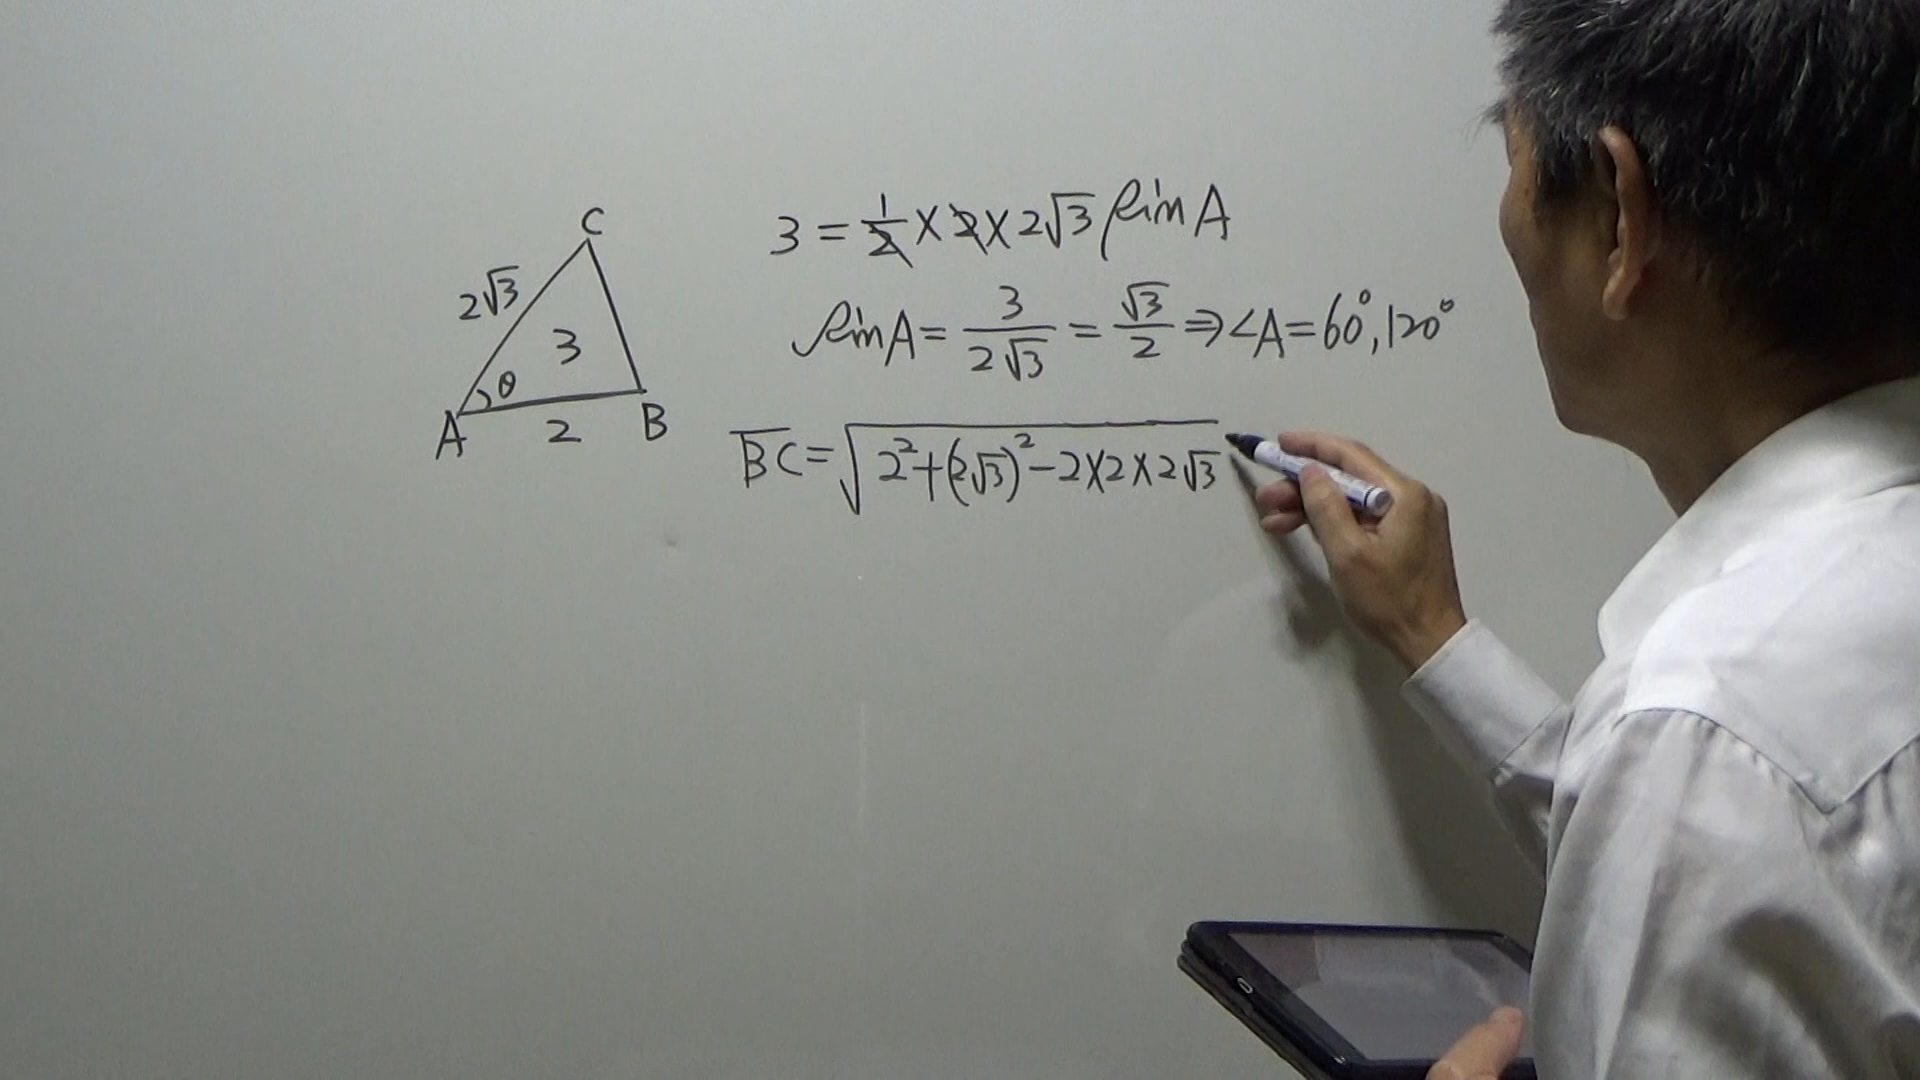 C
2√3
3
θ
A
2
B
3 = 1/2 × 2 × 2√3 sin A
sin A = 3/2√3 = √3/2 ⇒ ∠A = 60°, 120°
BC = √2² + (2√3)² - 2 × 2 × 2√3